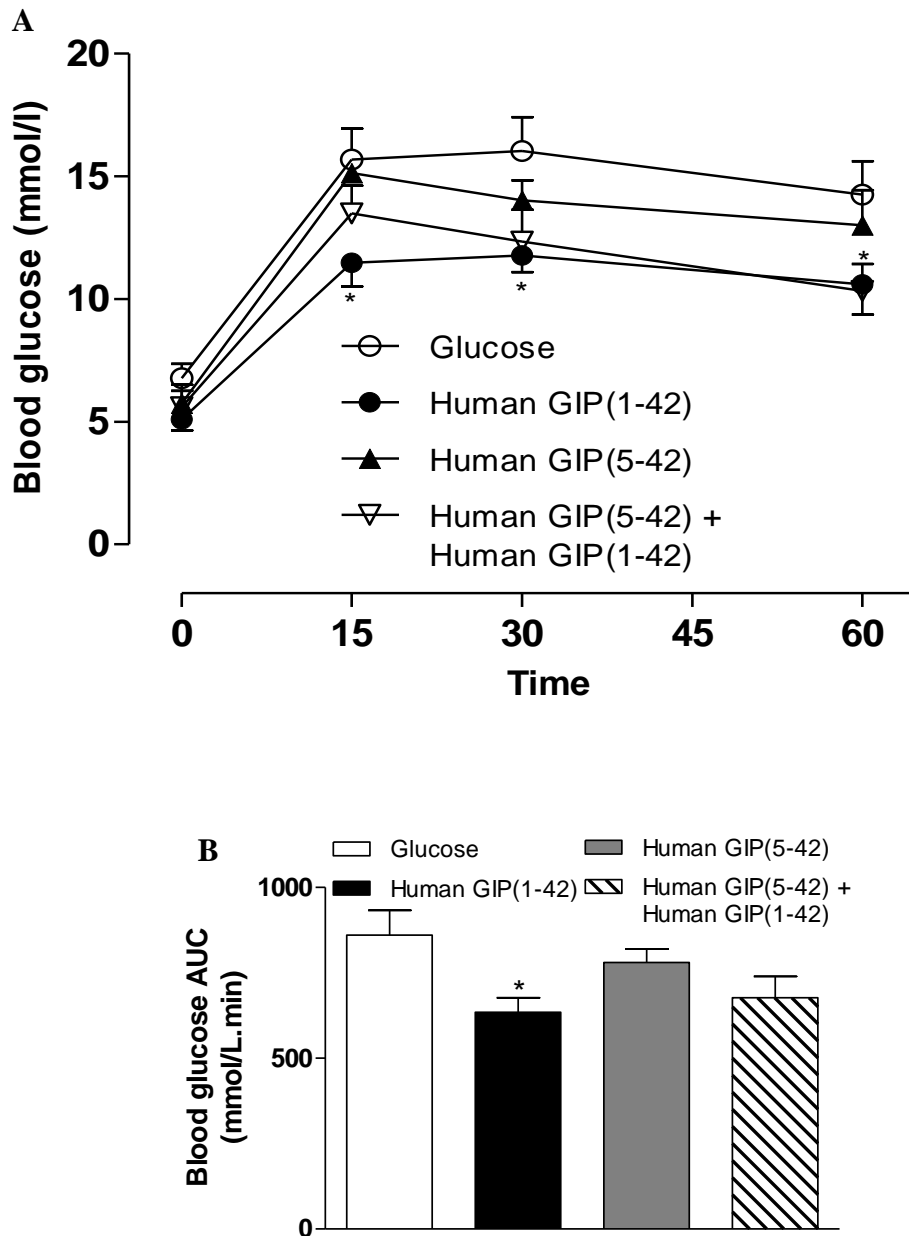 A
Blood glucose (mmol/l)
20
15
10
5
0
*
*
*
Glucose
Human GIP(1-42)
Human GIP(5-42)
Human GIP(5-42) +
Human GIP(1-42)
0
15
30
45
60
Time
B
Glucose
Human GIP(1-42)
Human GIP(5-42)
Human GIP(5-42) +
Human GIP(1-42)
Blood glucose AUC
(mmol/L.min)
1000
500
0
*